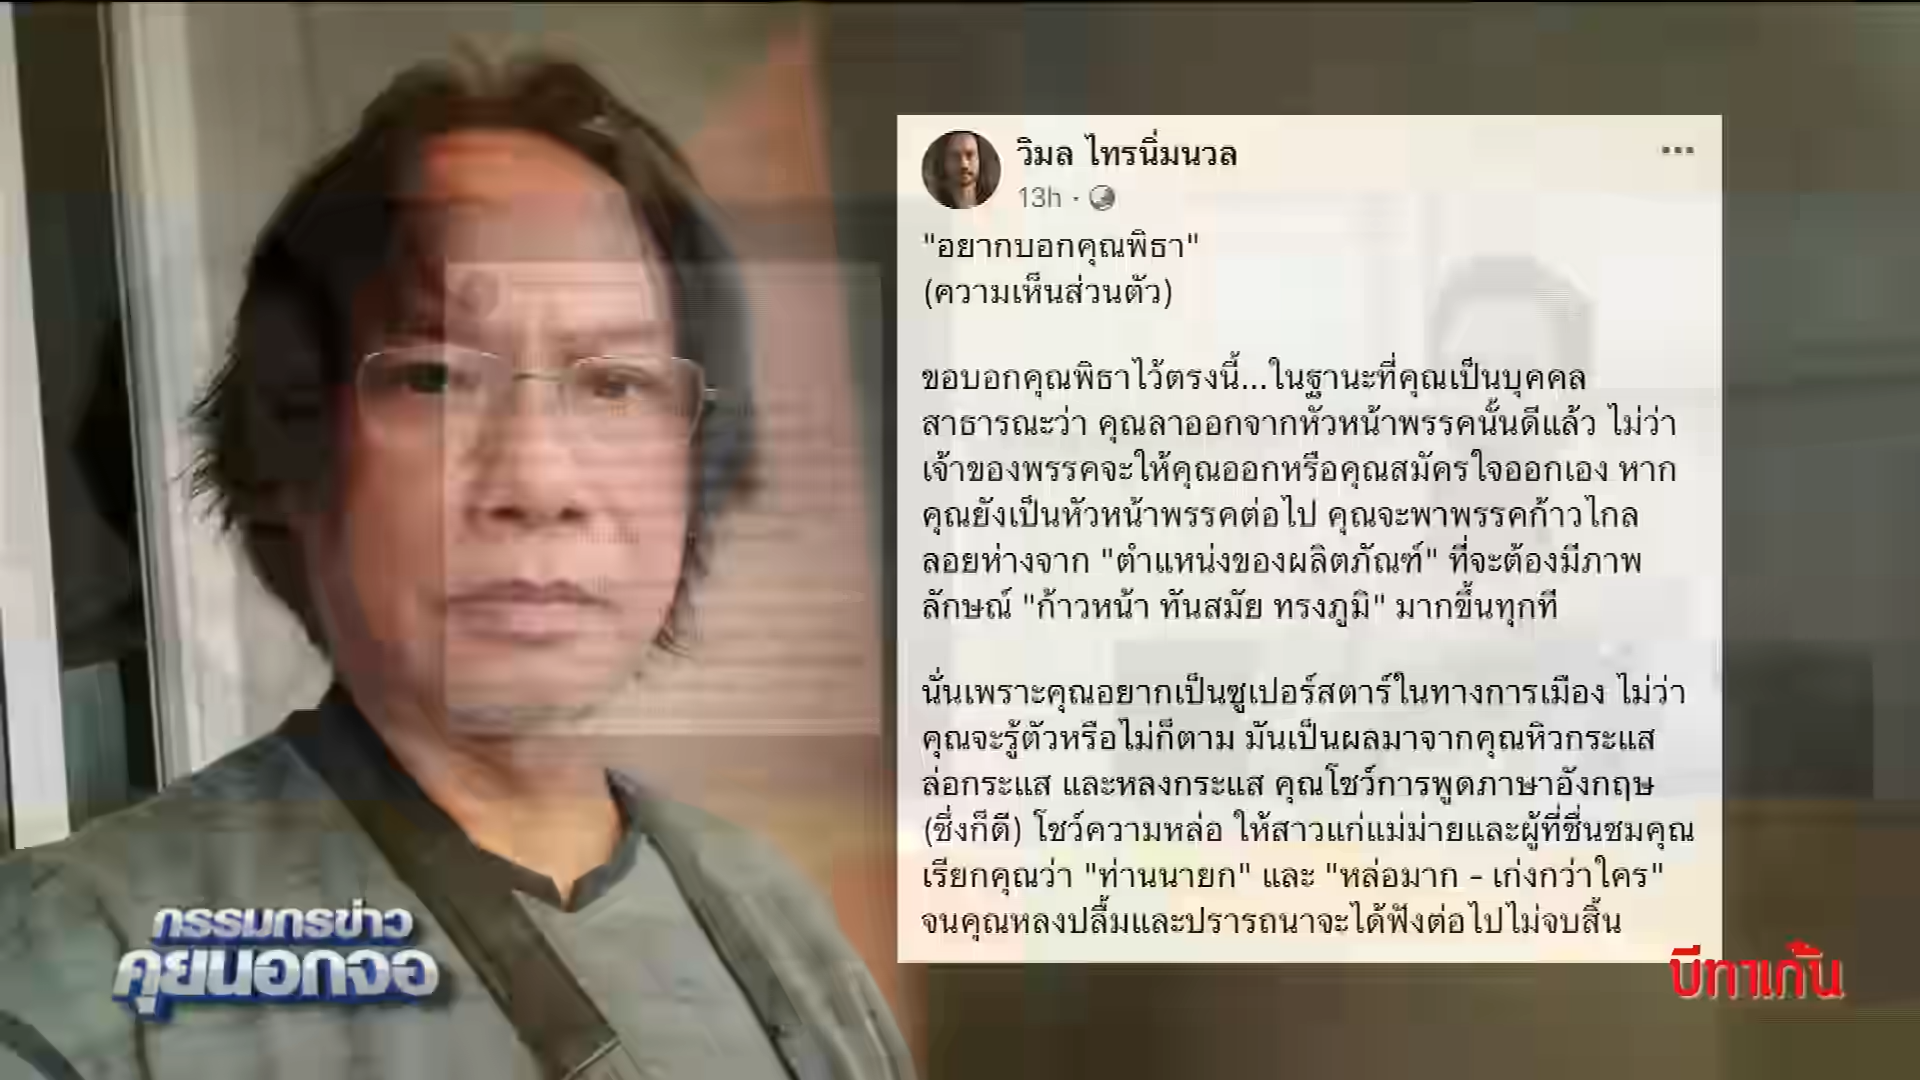 วิมล ไทรนิ่มนวล
13h ·
"อยากบอกคุณพิธา"
(ความเห็นส่วนตัว)
ขอบอกคุณพิธาไว้ตรงนี้...ในฐานะที่คุณเป็นบุคคล
สาธารณะว่า คุณลาออกจากหัวหน้าพรรคนั้นดีแล้ว ไม่ว่า
เจ้าของพรรคจะให้คุณออกหรือคุณสมัครใจออกเอง หาก
คุณยังเป็นหัวหน้าพรรคต่อไป คุณจะพาพรรคก้าวไกล
ลอยห่างจาก "ตำแหน่งของผลิตภัณฑ์" ที่จะต้องมีภาพ
ลักษณ์ "ก้าวหน้า ทันสมัย ทรงภูมิ" มากขึ้นทุกที
นั่นเพราะคุณอยากเป็นซูเปอร์สตาร์ในทางการเมือง ไม่ว่า
คุณจะรู้ตัวหรือไม่ก็ตาม มันเป็นผลมาจากคุณหิวกระแส
ล่อกระแส และหลงกระแส คุณโชว์การพูดภาษาอังกฤษ
(ซึ่งก็ดี) โชว์ความหล่อ ให้สาวแก่แม่ม่ายและผู้ที่ชื่นชมคุณ
เรียกคุณว่า "ท่านนายก" และ "หล่อมาก - เก่งกว่าใคร"
จนคุณหลงปลื้มและปรารถนาจะได้ฟังต่อไปไม่จบสิ้น
กรรมกรข่าว
คุยนอกจอ
บีทาเก้น